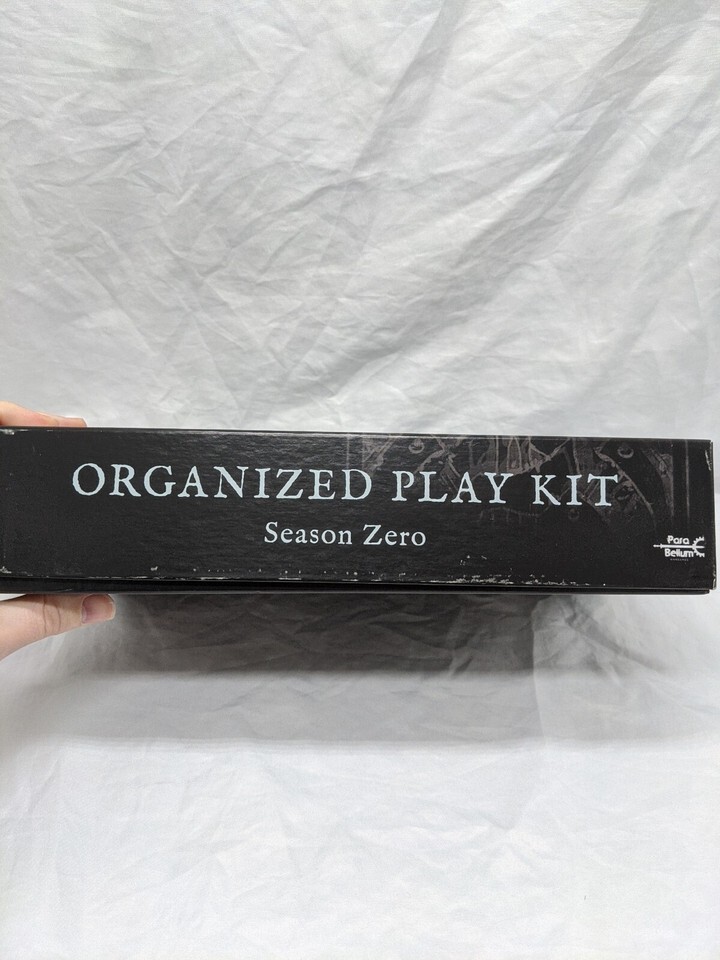 ORGANIZED PLAY KIT
Season Zero
Para
Bellum